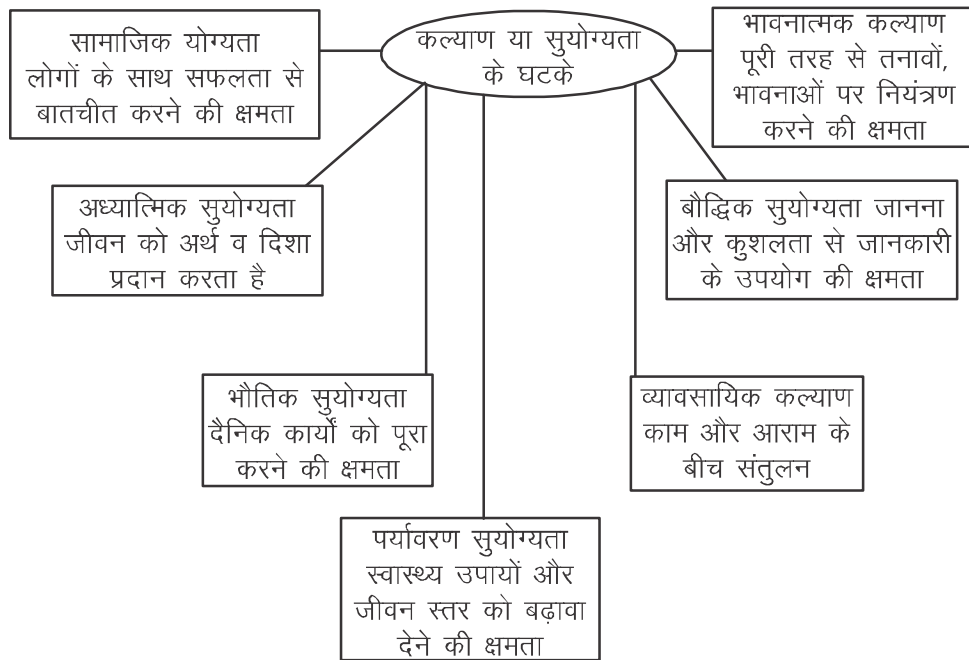 कल्याण या सुयोग्यता
के घटके
सामाजिक योग्यता
लोगों के साथ सफलता से
बातचीत करने की क्षमता
भावनात्मक कल्याण
पूरी तरह से तनावों,
भावनाओं पर नियंत्रण
करने की क्षमता
अध्यात्मिक सुयोग्यता
जीवन को अर्थ व दिशा
प्रदान करता है
बौद्धिक सुयोग्यता जानना
और कुशलता से जानकारी
के उपयोग की क्षमता
भौतिक सुयोग्यता
दैनिक कार्यों को पूरा
करने की क्षमता
व्यावसायिक कल्याण
काम और आराम के
बीच संतुलन
पर्यावरण सुयोग्यता
स्वास्थ्य उपायों और
जीवन स्तर को बढ़ावा
देने की क्षमता